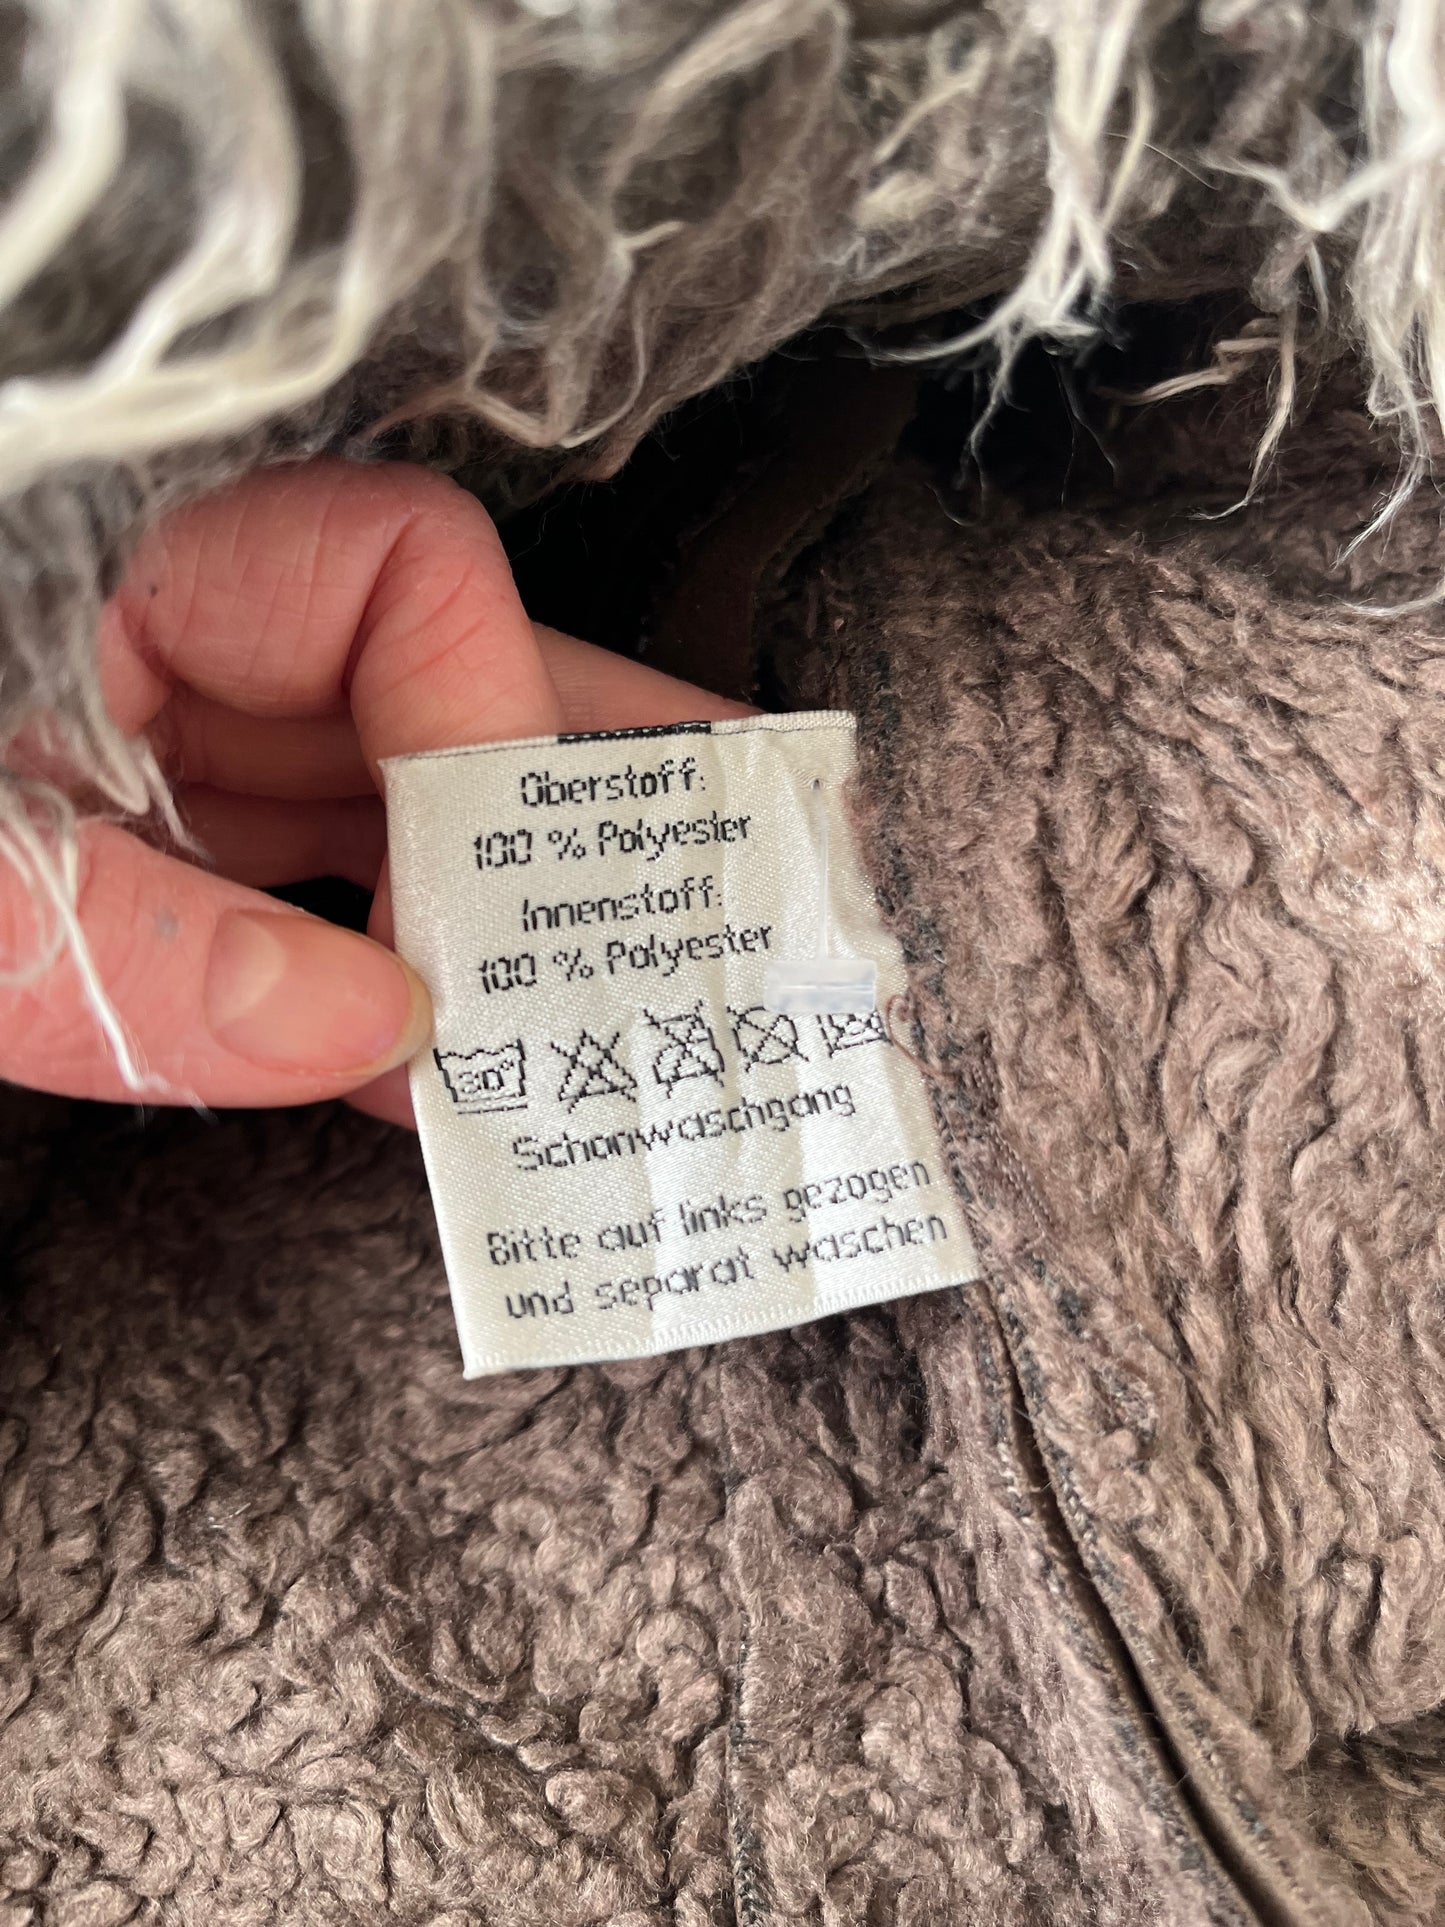 Oberstoff:
100 % Polyester
Innenstoff:
100 % Polyester
30°
Schonwaschgang
Bitte auf links gezogen
und separat waschen